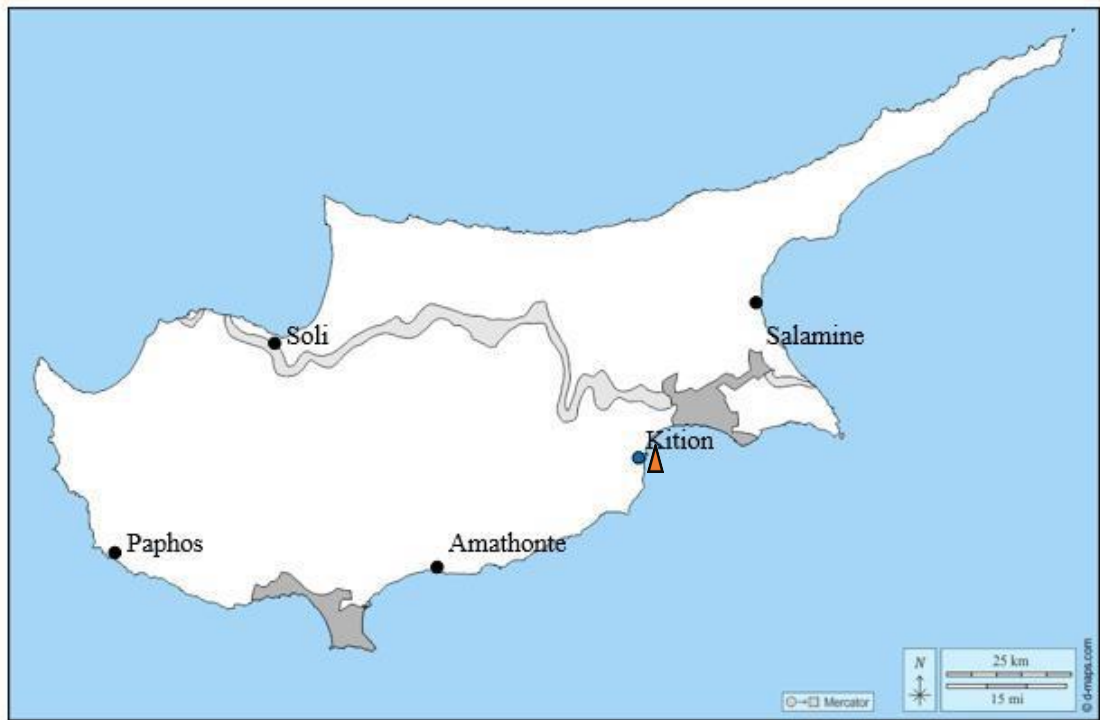 Soli
Salamine
Kition
Paphos
Amathonte
N
25 km
15 mi
Mercator
© d-maps.com